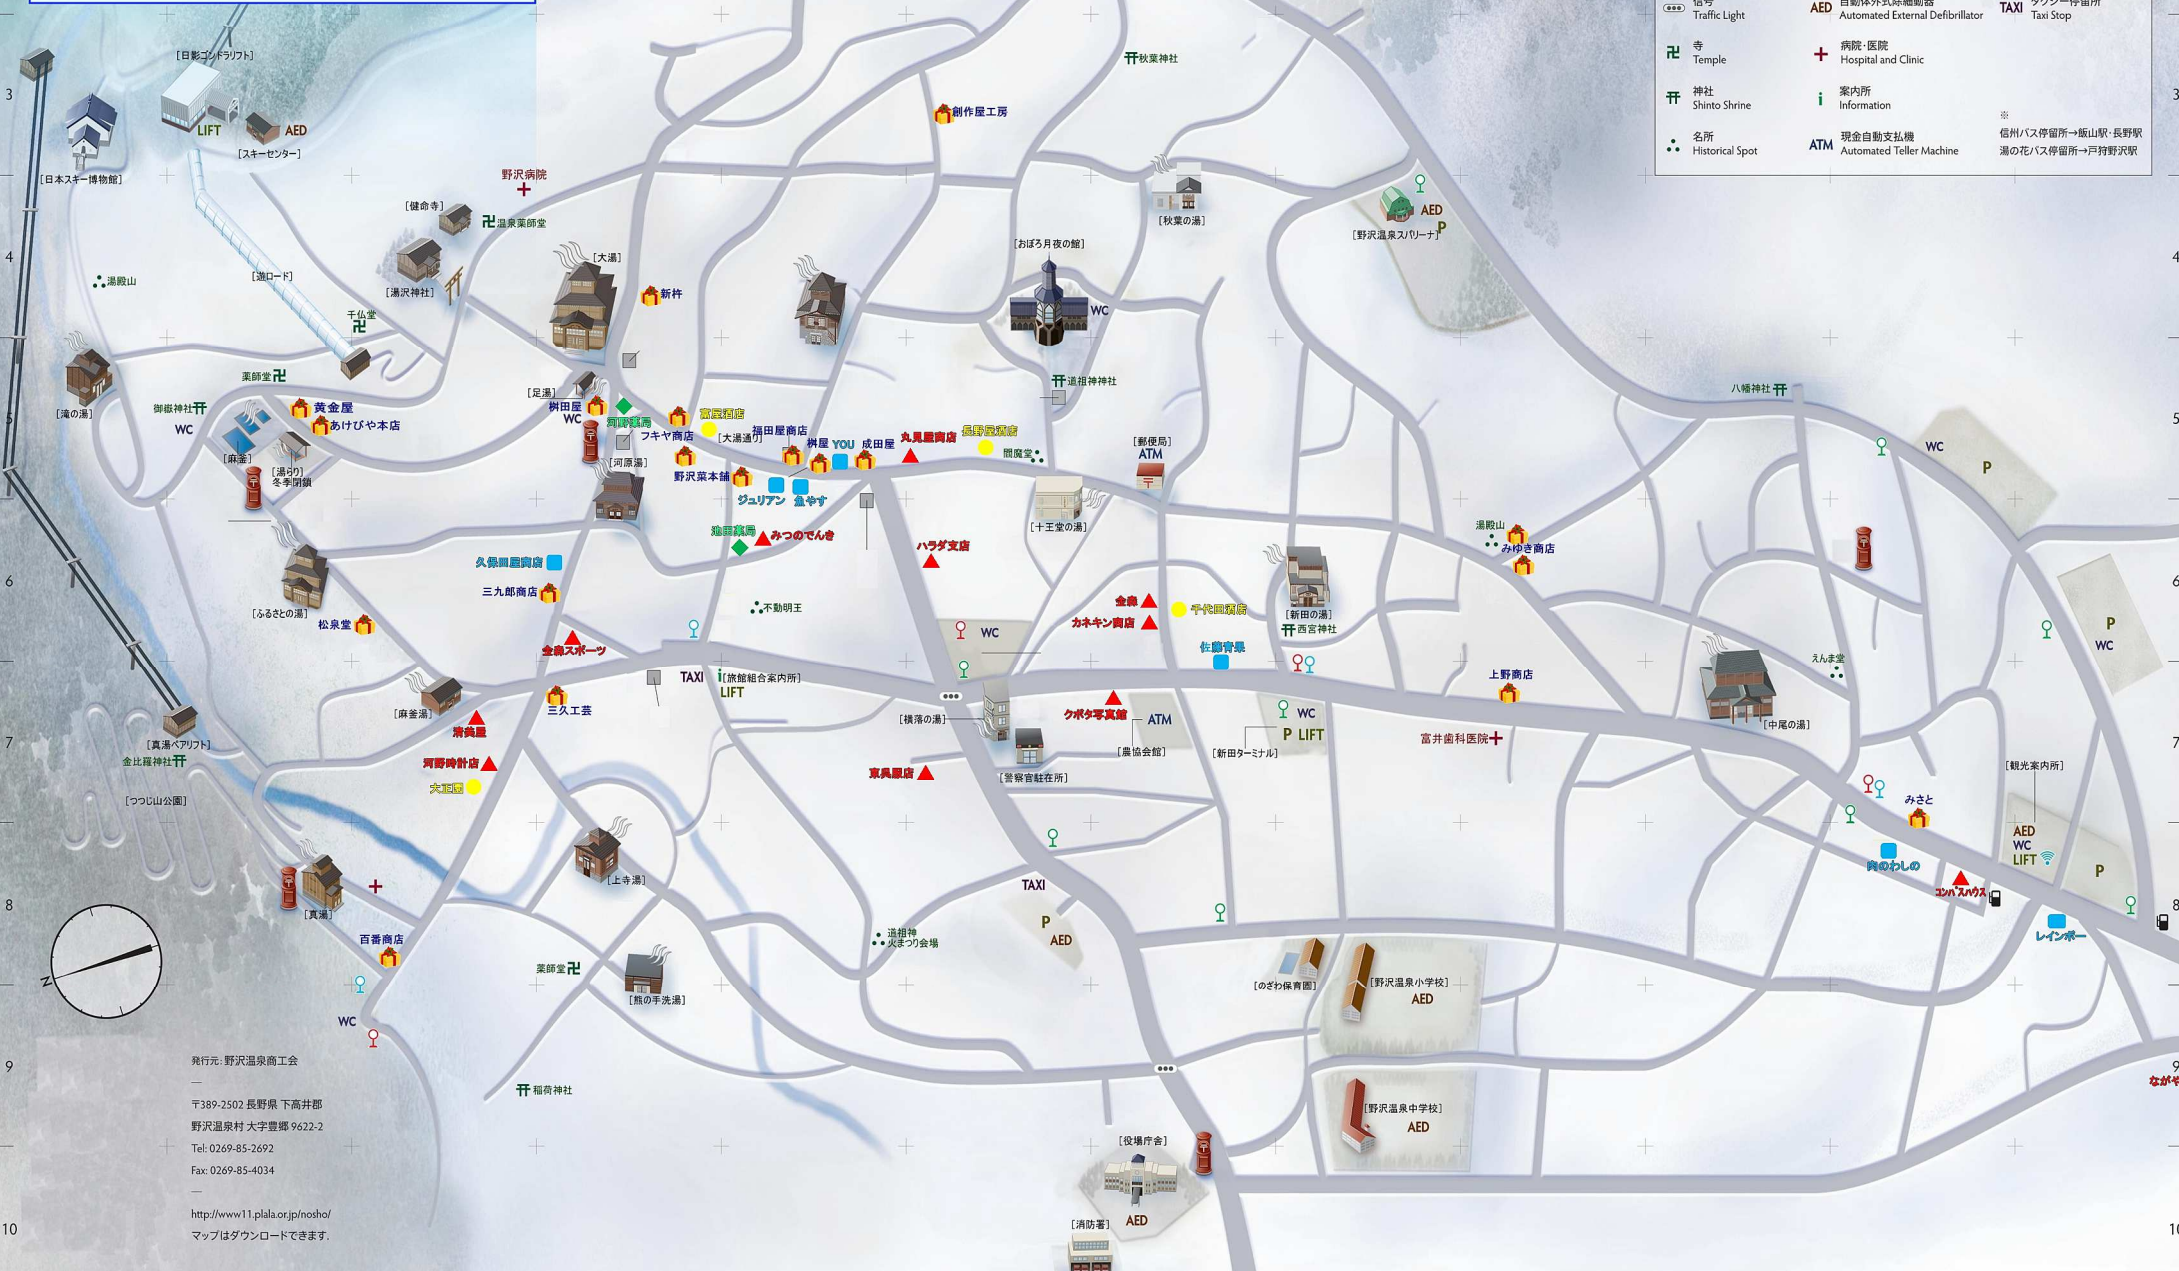 信号
Traffic Light
AED
自動体外式除細動器
Automated External Defibrillator
TAXI
タクシー停留所
Taxi Stop
寺
Temple
病院・医院
Hospital and Clinic
神社
Shinto Shrine
i
案内所
Information
名所
Historical Spot
ATM
現金自動支払機
Automated Teller Machine
※
信州バス停留所→飯山駅・長野駅
湯の花バス停留所→戸狩野沢駅
3
3
[日影ゴンドラリフト]
LIFT
AED
[スキーセンター]
[日本スキー博物館]
秋葉神社
創作屋工房
野沢病院
[健命寺]
温泉薬師堂
[秋葉の湯]
AED
P
[野沢温泉スパリーナ]
4
4
[大湯]
[おぼろ月夜の館]
WC
湯殿山
[遊ロード]
[湯沢神社]
新杵
千仏堂
薬師堂
[滝の湯]
御嶽神社
WC
黄金屋
あけびや本店
[麻釜]
[湯らり]
冬季閉鎖
[足湯]
桝田屋
WC
河野薬局
フキヤ商店
富屋酒店
[大湯通り]
福田屋商店
桝屋
YOU
成田屋
丸見屋商店
長野屋酒店
閻魔堂
道祖神神社
[郵便局]
ATM
八幡神社
WC
P
5
5
[河原湯]
野沢菜本舗
ジュリアン
魚やす
[十王堂の湯]
池田薬局
みつのでんき
ハラダ支店
湯殿山
みゆき商店
久保田屋商店
三九郎商店
[ふるさとの湯]
松泉堂
不動明王
金森
カネキン商店
千代田酒店
[新田の湯]
西宮神社
6
6
P
WC
WC
金森スポーツ
佐藤青果
えんま堂
TAXI
i
[旅館組合案内所]
LIFT
上野商店
[麻釜湯]
三久工芸
[横落の湯]
クボタ写真館
ATM
[農協会館]
WC
P LIFT
[新田ターミナル]
富井歯科医院
[中尾の湯]
清美屋
7
7
[真湯ペアリフト]
金比羅神社
河野時計店
大正園
東呉服店
[警察官駐在所]
[観光案内所]
[つつじ山公園]
みさと
AED
WC
LIFT
P
肉のわしの
コンパスハウス
[上寺湯]
TAXI
8
8
[真湯]
P
AED
レインボー
百番商店
道祖神
火まつり会場
薬師堂
[熊の手洗湯]
[のざわ保育園]
[野沢温泉小学校]
AED
N
WC
9
9
ながや
発行元: 野沢温泉商工会
—
〒389-2502 長野県 下高井郡
野沢温泉村 大字豊郷 9622-2
Tel: 0269-85-2692
Fax: 0269-85-4034
—
http://www11.plala.or.jp/nosho/
マップはダウンロードできます.
稲荷神社
[野沢温泉中学校]
AED
[役場庁舎]
AED
[消防署]
10
10